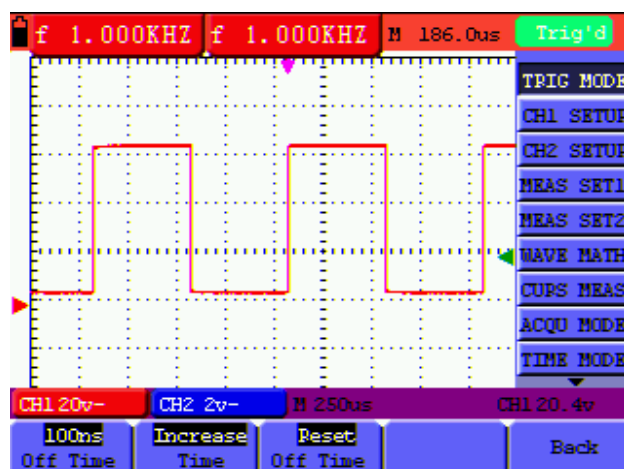 f 1.000KHZ f 1.000KHZ M 186.0us Trig'd
TRIG MODE
CH1 SETUP
CH2 SETUP
MEAS SET1
MEAS SET2
WAVE MATH
CURS MEAS
ACQU MODE
TIME MODE
CH1 20v- CH2 2v- M 250us CH1 20.4v
100ns Increase Reset
Off Time Time Off Time Back